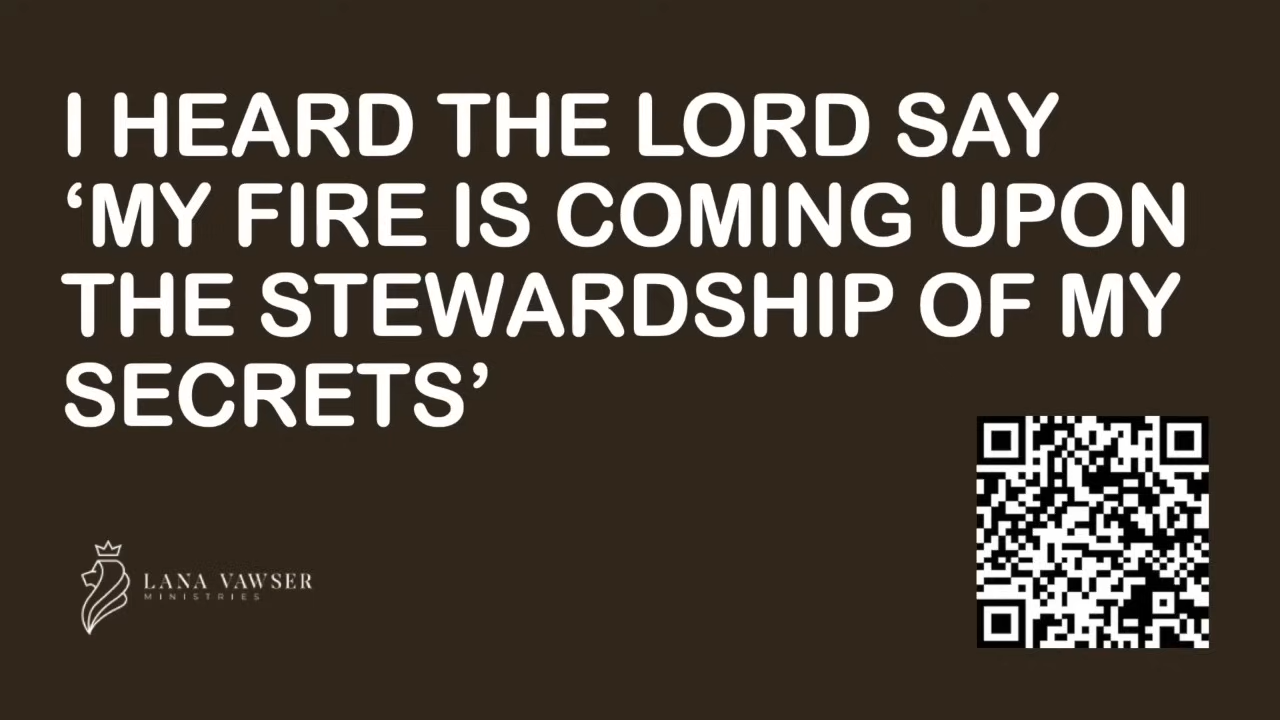 I HEARD THE LORD SAY
‘MY FIRE IS COMING UPON
THE STEWARDSHIP OF MY
SECRETS’
LANA VAWSER
MINISTRIES